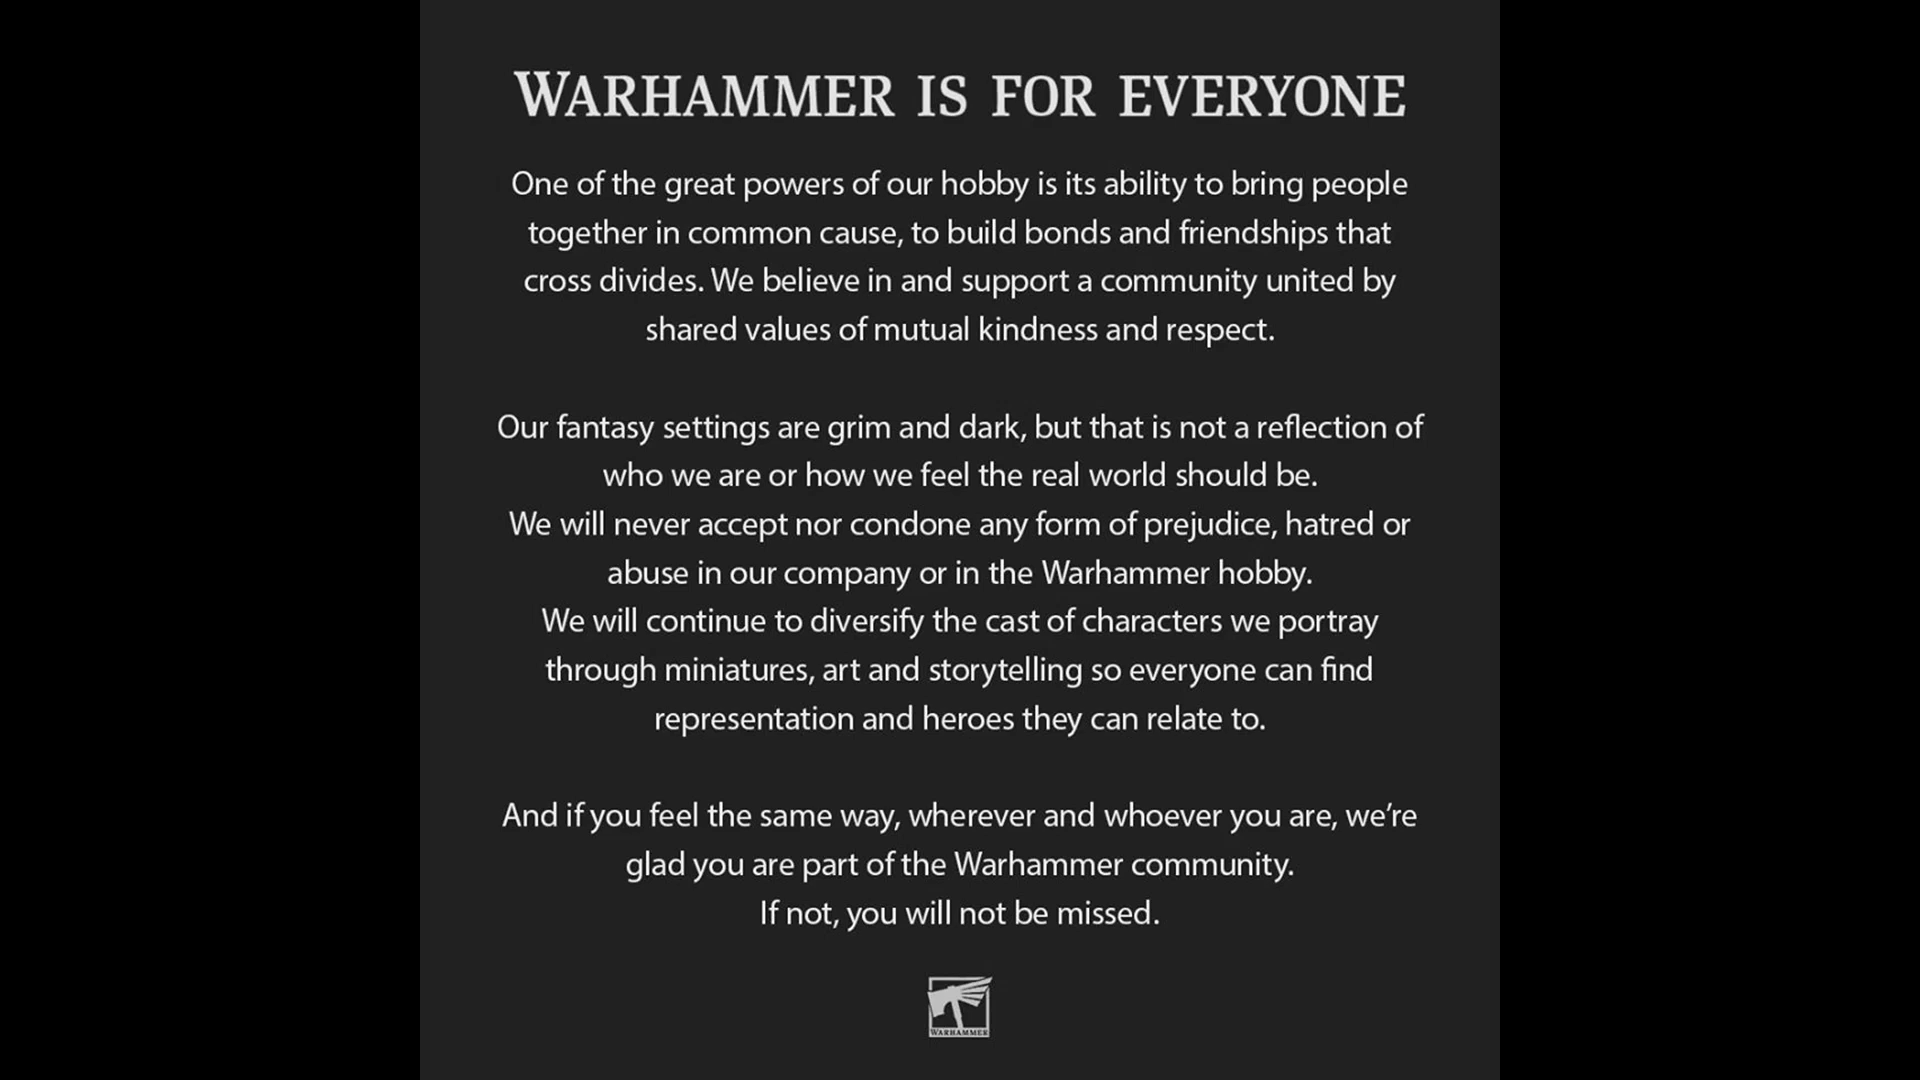 WARHAMMER IS FOR EVERYONE
One of the great powers of our hobby is its ability to bring people
together in common cause, to build bonds and friendships that
cross divides. We believe in and support a community united by
shared values of mutual kindness and respect.
Our fantasy settings are grim and dark, but that is not a reflection of
who we are or how we feel the real world should be.
We will never accept nor condone any form of prejudice, hatred or
abuse in our company or in the Warhammer hobby.
We will continue to diversify the cast of characters we portray
through miniatures, art and storytelling so everyone can find
representation and heroes they can relate to.
And if you feel the same way, wherever and whoever you are, we’re
glad you are part of the Warhammer community.
If not, you will not be missed.
WARHAMMER